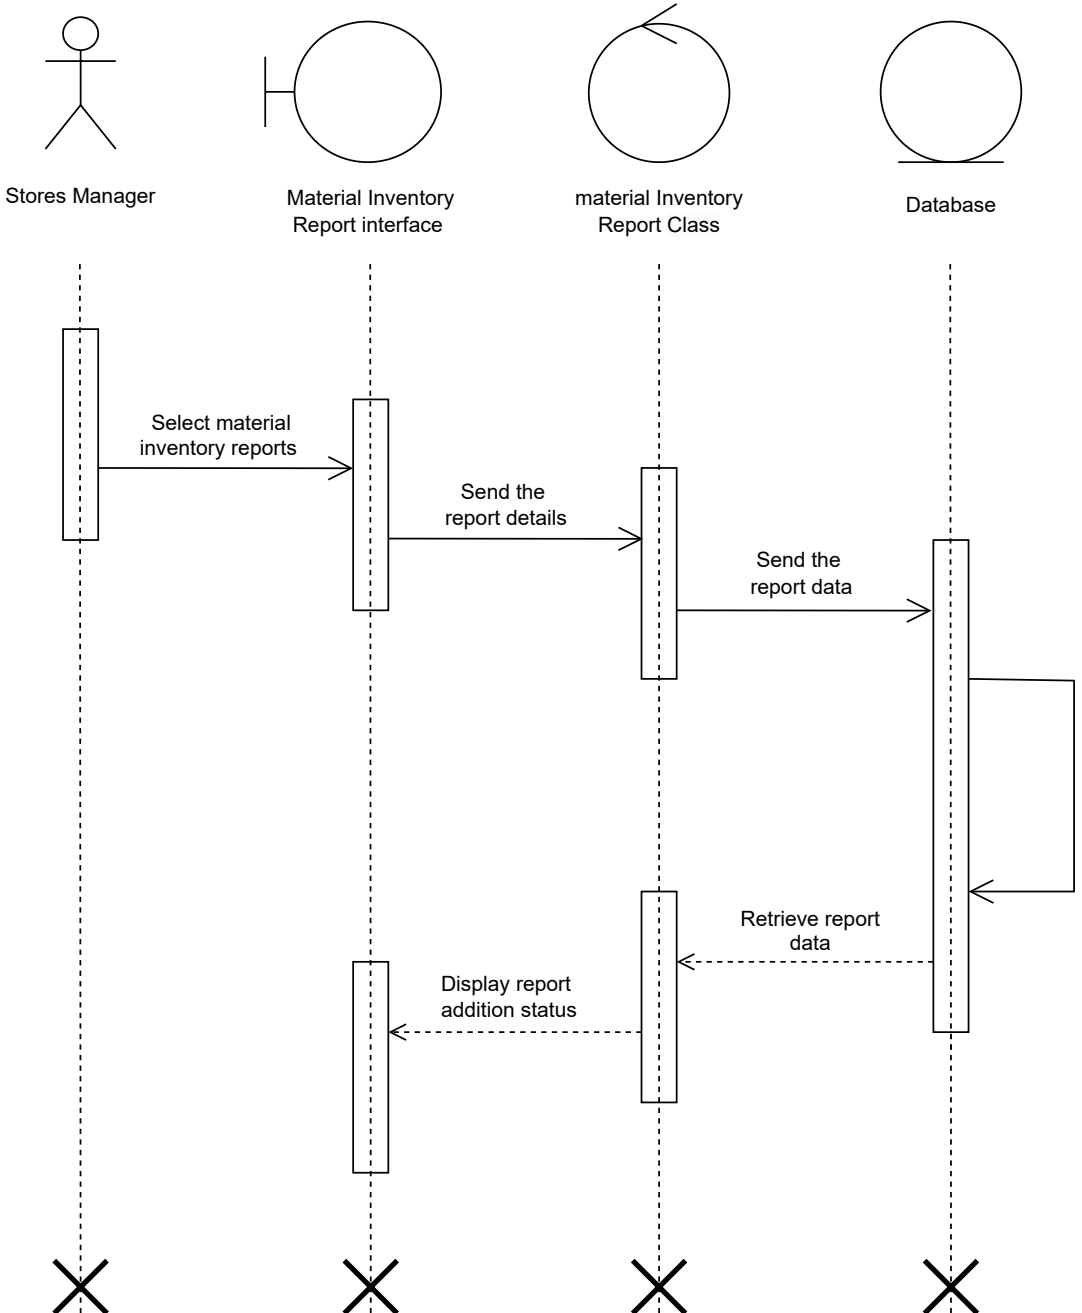 Stores Manager
Material Inventory
Report interface
material Inventory
Report Class
Database
Select material
inventory reports
Send the
report details
Send the
report data
Retrieve report
data
Display report
addition status